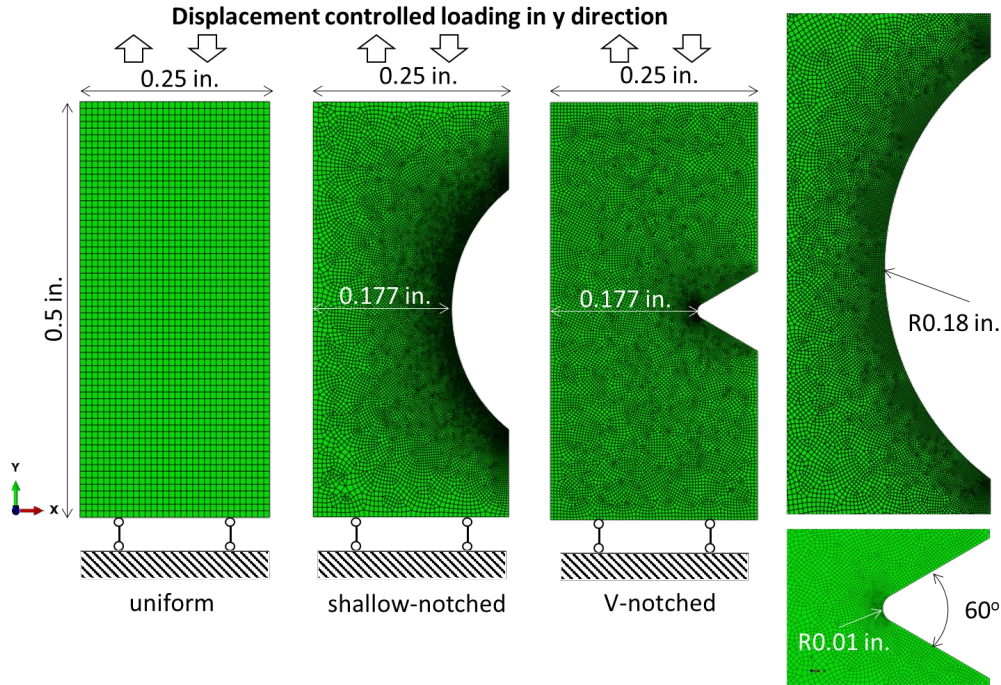 Displacement controlled loading in y direction
0.25 in.
0.25 in.
0.25 in.
0.5 in.
0.177 in.
0.177 in.
R0.18 in.
Y
X
uniform
shallow-notched
V-notched
R0.01 in.
60°